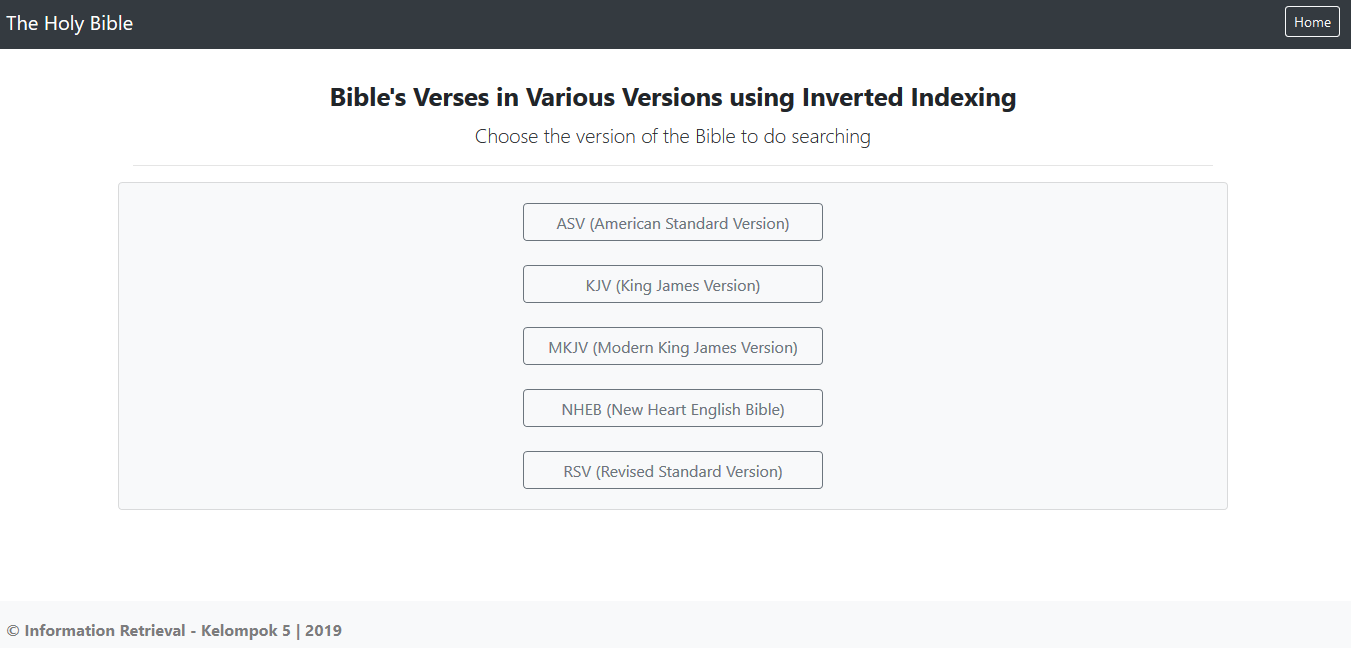 The Holy Bible
Home
Bible's Verses in Various Versions using Inverted Indexing
Choose the version of the Bible to do searching
ASV (American Standard Version)
KJV (King James Version)
MKJV (Modern King James Version)
NHEB (New Heart English Bible)
RSV (Revised Standard Version)
© Information Retrieval - Kelompok 5 | 2019